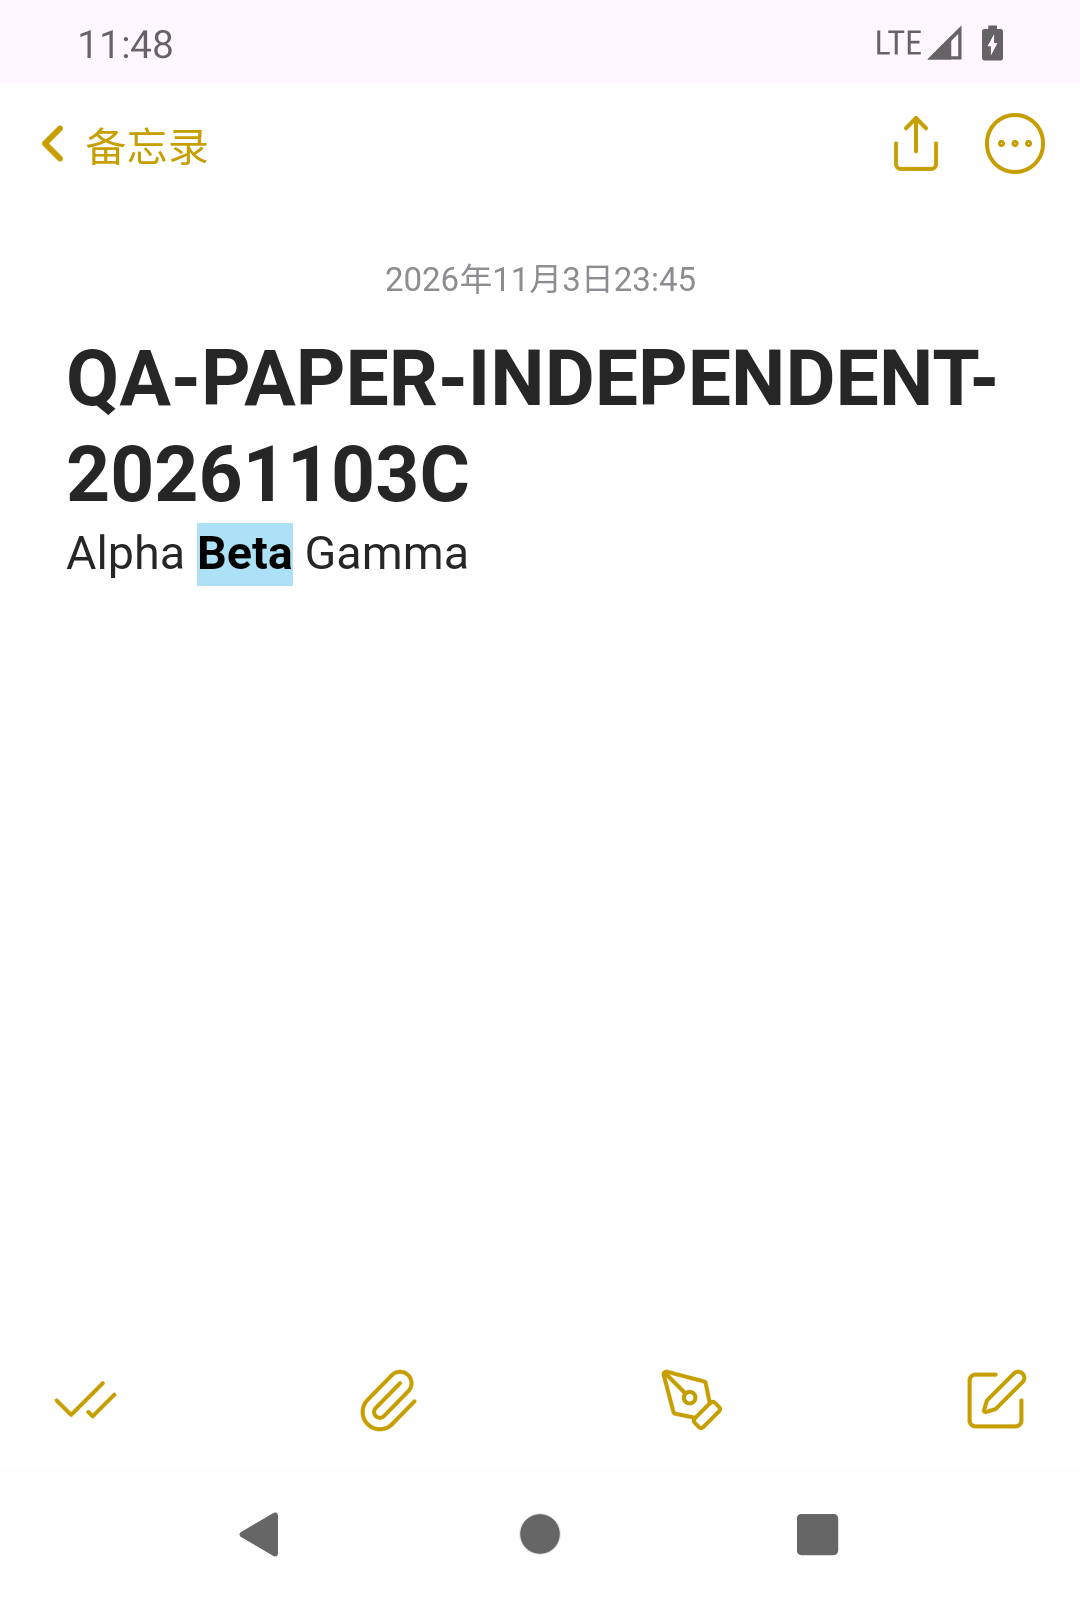 11:48
LTE
备忘录
2026年11月3日23:45
QA-PAPER-INDEPENDENT-
20261103C
Alpha Beta Gamma